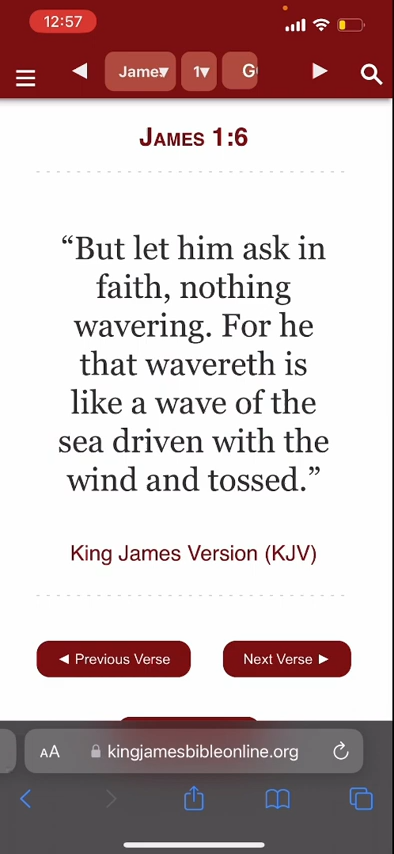 12:57
James
1
G
James 1:6
“But let him ask in
faith, nothing
wavering. For he
that wavereth is
like a wave of the
sea driven with the
wind and tossed.”
King James Version (KJV)
◄ Previous Verse
Next Verse ►
AA
kingjamesbibleonline.org